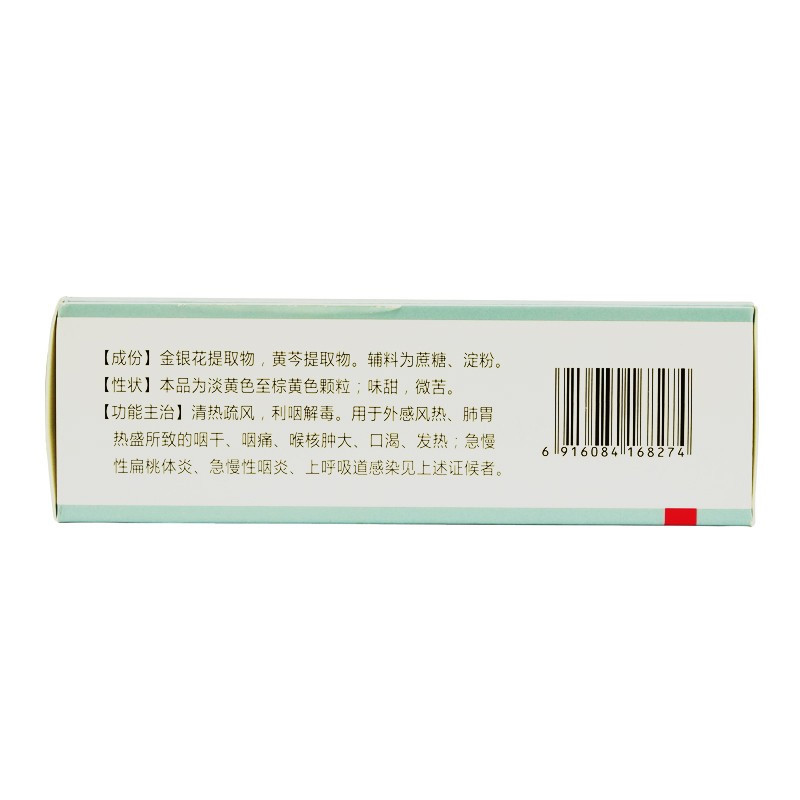 【成份】金银花提取物，黄芩提取物。辅料为蔗糖、淀粉。
【性状】本品为淡黄色至棕黄色颗粒；味甜，微苦。
【功能主治】清热疏风，利咽解毒。用于外感风热、肺胃
热盛所致的咽干、咽痛、喉核肿大、口渴、发热；急慢
性扁桃体炎、急慢性咽炎、上呼吸道感染见上述证候者。
6 916084 168274